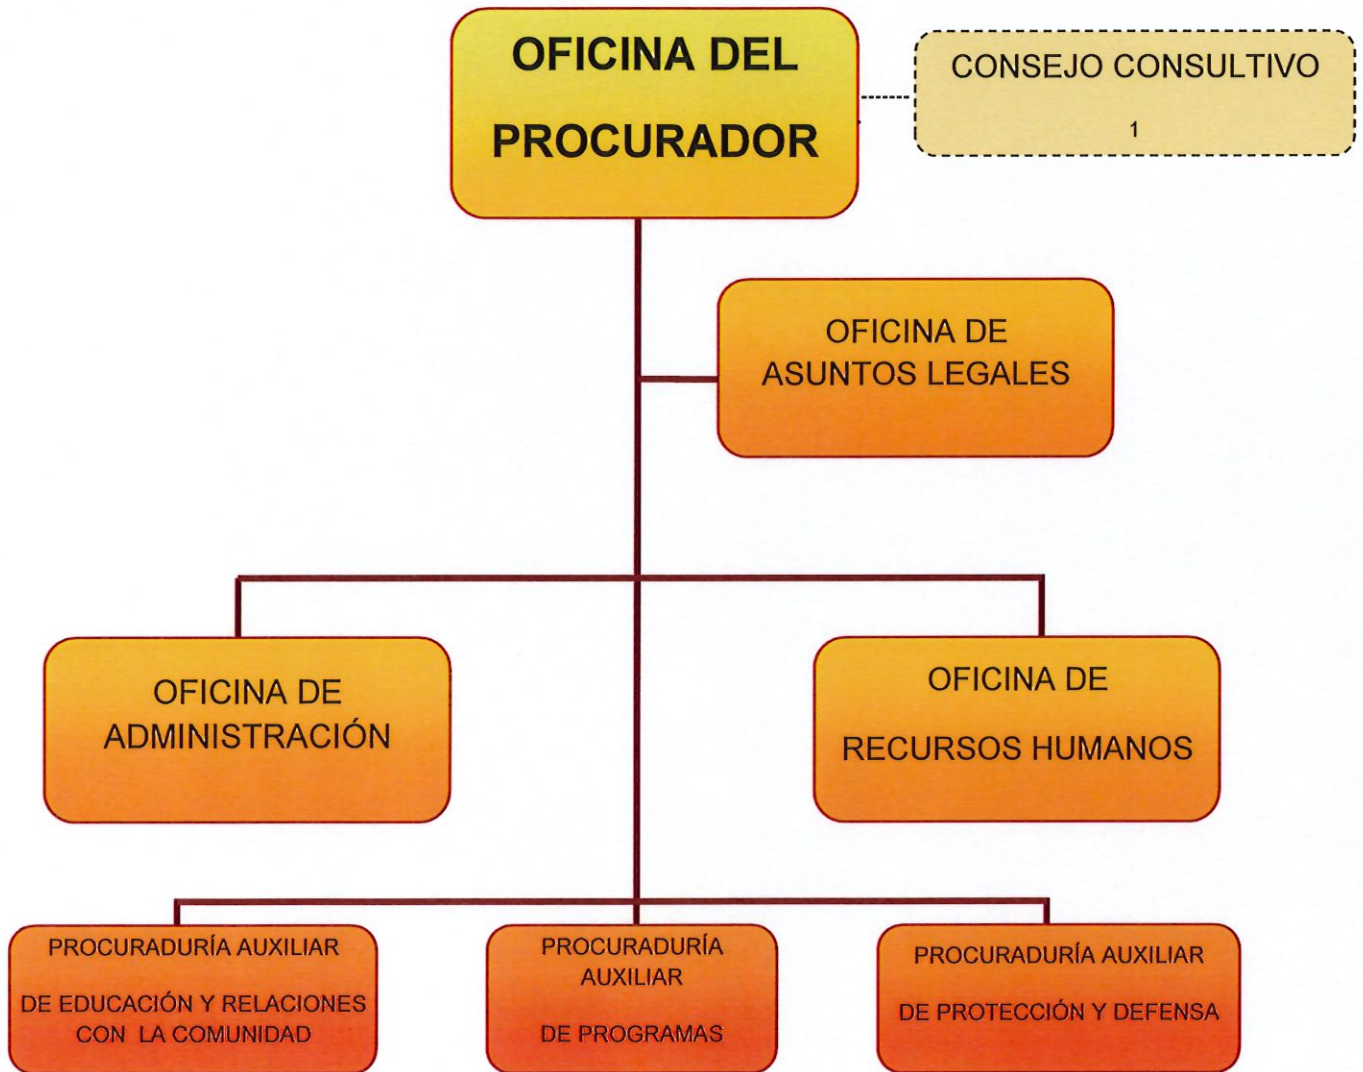 OFICINA DEL
PROCURADOR
CONSEJO CONSULTIVO
1
OFICINA DE
ASUNTOS LEGALES
OFICINA DE
ADMINISTRACIÓN
OFICINA DE
RECURSOS HUMANOS
PROCURADURÍA AUXILIAR
DE EDUCACIÓN Y RELACIONES
CON LA COMUNIDAD
PROCURADURÍA
AUXILIAR
DE PROGRAMAS
PROCURADURÍA AUXILIAR
DE PROTECCIÓN Y DEFENSA